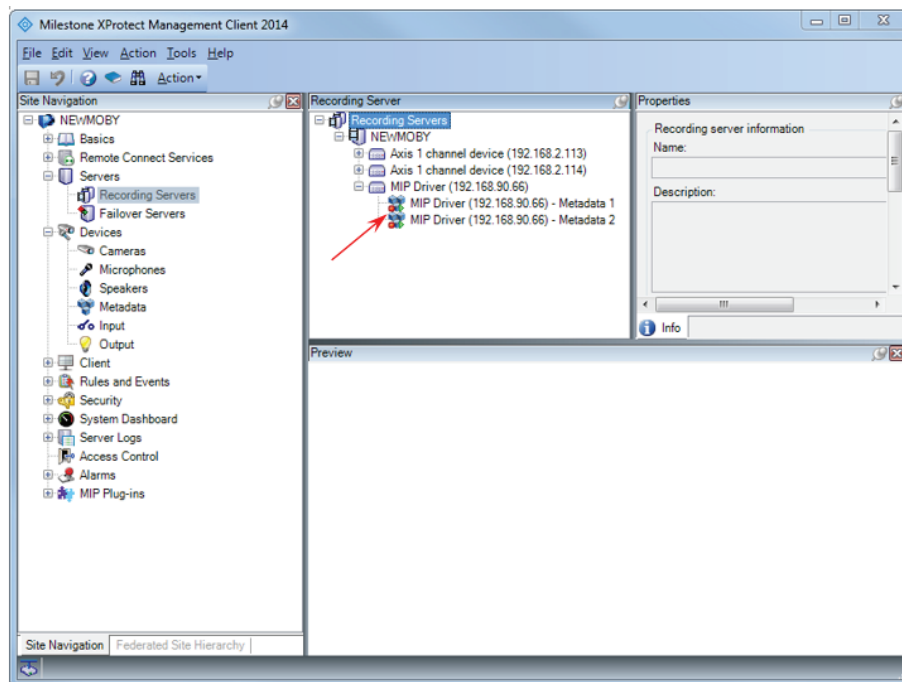 Milestone XProtect Management Client 2014
File Edit View Action Tools Help
Action
Site Navigation
NEWMOBY
Basics
Remote Connect Services
Servers
Recording Servers
Failover Servers
Devices
Cameras
Microphones
Speakers
Metadata
Input
Output
Client
Rules and Events
Security
System Dashboard
Server Logs
Access Control
Alarms
MIP Plug-ins
Site Navigation
Federated Site Hierarchy
Recording Server
Recording Servers
NEWMOBY
Axis 1 channel device (192.168.2.113)
Axis 1 channel device (192.168.2.114)
MIP Driver (192.168.90.66)
MIP Driver (192.168.90.66) - Metadata 1
MIP Driver (192.168.90.66) - Metadata 2
Properties
Recording server information
Name:
Description:
Info
Preview